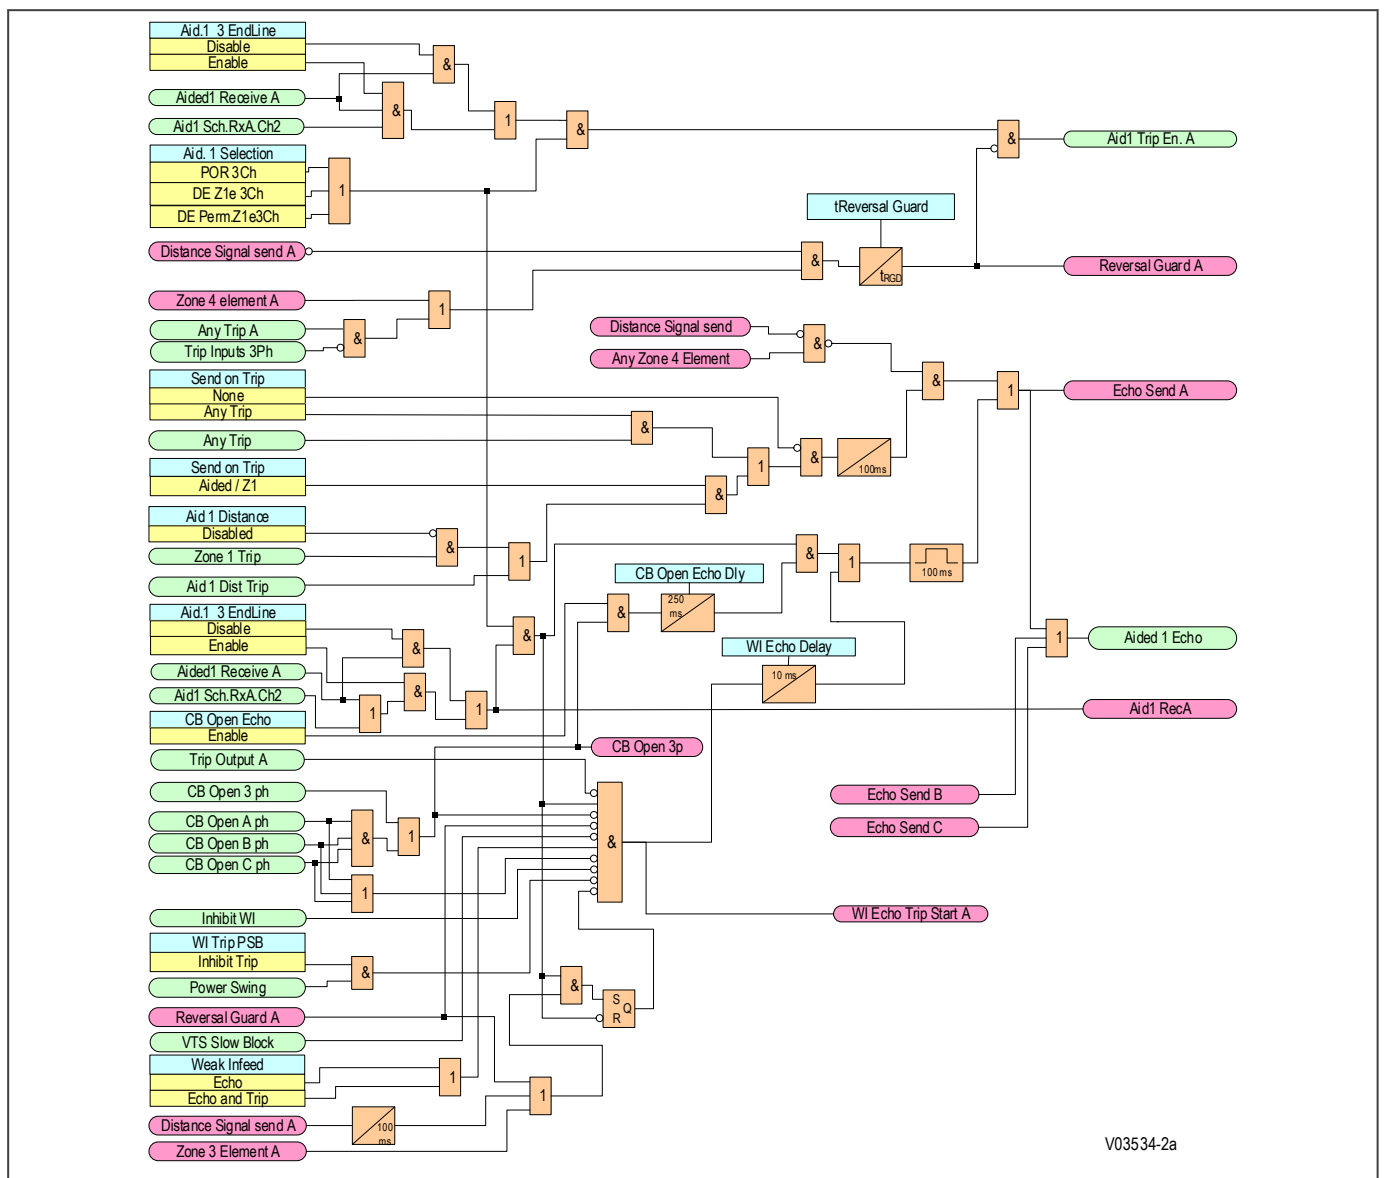 Aid.1 3 EndLine
Disable
Enable
&
Aided1 Receive A
&
1
&
&
Aid1 Sch.RxA.Ch2
Aid1 Trip En. A
Aid. 1 Selection
POR 3Ch
DE Z1e 3Ch
1
DE Perm.Z1e3Ch
tReversal Guard
Distance Signal send A
&
tRGD
Reversal Guard A
Zone 4 element A
1
Any Trip A
&
Trip Inputs 3Ph
Distance Signal send
&
Any Zone 4 Element
Send on Trip
None
Any Trip
&
1
Echo Send A
Any Trip
&
1
&
100ms
Send on Trip
Aided / Z1
&
Aid 1 Distance
Disabled
&
Zone 1 Trip
1
&
1
100 ms
Aid 1 Dist Trip
CB Open Echo Dly
Aid.1 3 EndLine
Disable
Enable
&
&
250
ms
&
1
Aided 1 Echo
WI Echo Delay
Aided1 Receive A
&
10 ms
Aid1 Sch.RxA.Ch2
1
1
Aid1 RecA
CB Open Echo
Enable
CB Open 3p
Trip Output A
CB Open 3 ph
Echo Send B
CB Open A ph
&
1
Echo Send C
CB Open B ph
&
CB Open C ph
1
Inhibit WI
WI Echo Trip Start A
WI Trip PSB
Inhibit Trip
&
Power Swing
&
S
Q
R
Reversal Guard A
VTS Slow Block
Weak Infeed
Echo
1
Echo and Trip
1
Distance Signal send A
100
ms
Zone 3 Element A
V03534-2a